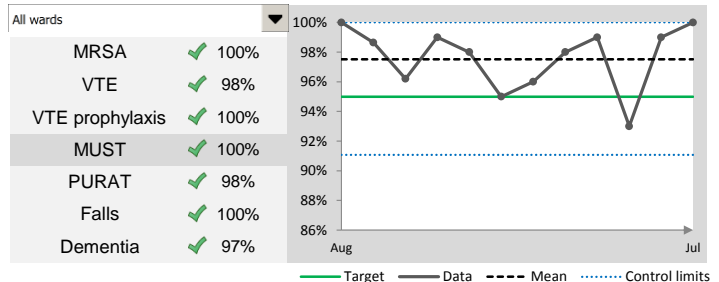 All wards
MRSA 100%
VTE 98%
VTE prophylaxis 100%
MUST 100%
PURAT 98%
Falls 100%
Dementia 97%
100%
98%
96%
94%
92%
90%
88%
86%
Aug Jul
Target Data Mean Control limits